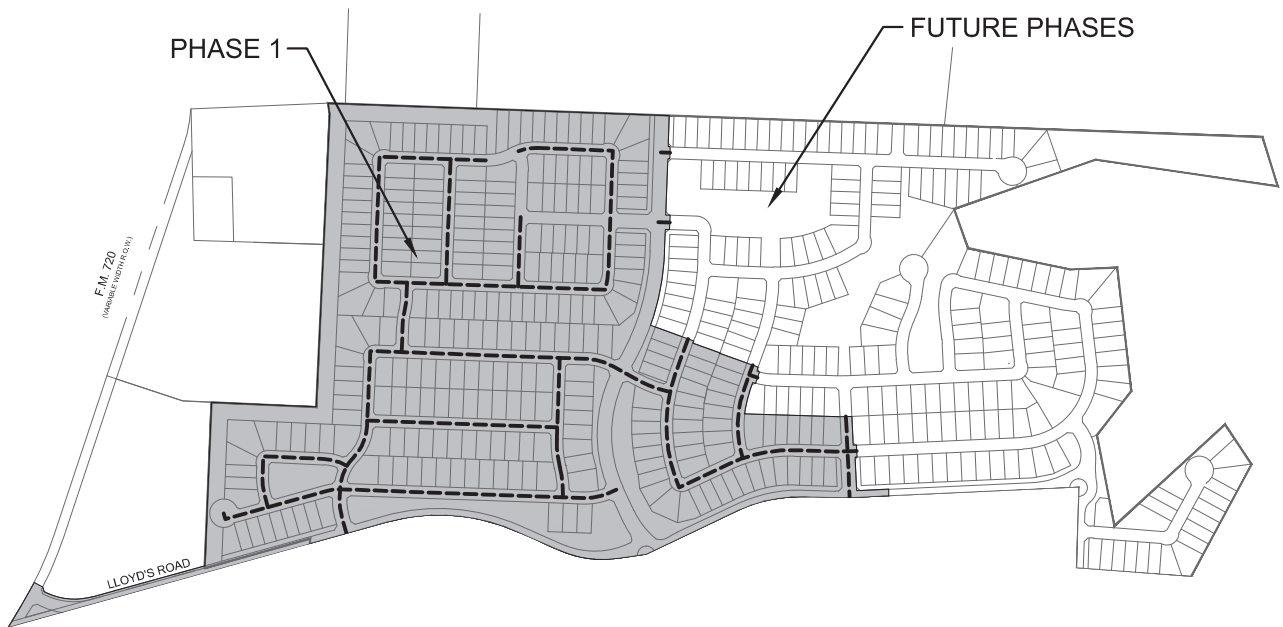 PHASE 1
FUTURE PHASES
F.M. 720
(VARIABLE WIDTH R.O.W.)
LLOYD'S ROAD